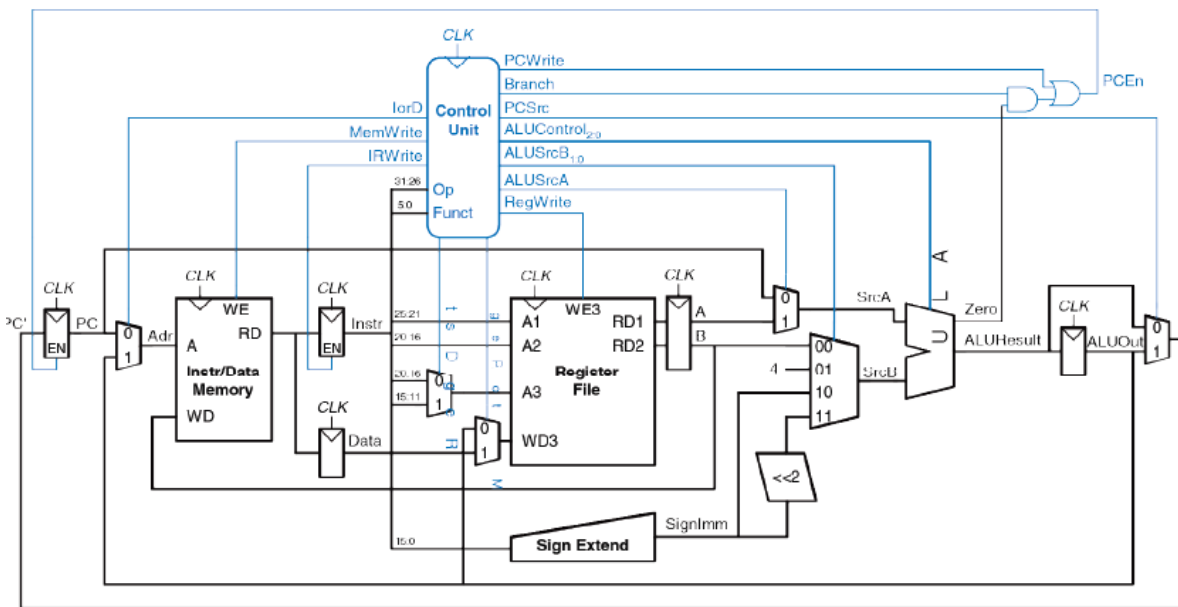 CLK
PCWrite
Branch
PCEn
IorD
Control
Unit
PCSrc
MemWrite
ALUControl2:0
IRWrite
ALUSrcB1:0
31:26
Op
ALUSrcA
5:0
Funct
RegWrite
CLK
CLK
CLK
CLK
CLK
A
L
U
PC'
PC
EN
0
1
Adr
WE
A
RD
Instr/Data
Memory
WD
EN
Instr
CLK
Data
25:21
20:16
20:16
15:11
0
1
0
1
t s D g e R
M
WE3
A1
RD1
A2
RD2
A3
Register
File
WD3
A
B
0
1
SrcA
4
00
01
10
11
SrcB
Zero
ALUResult
CLK
ALUOut
0
1
<<2
SignImm
15:0
Sign Extend